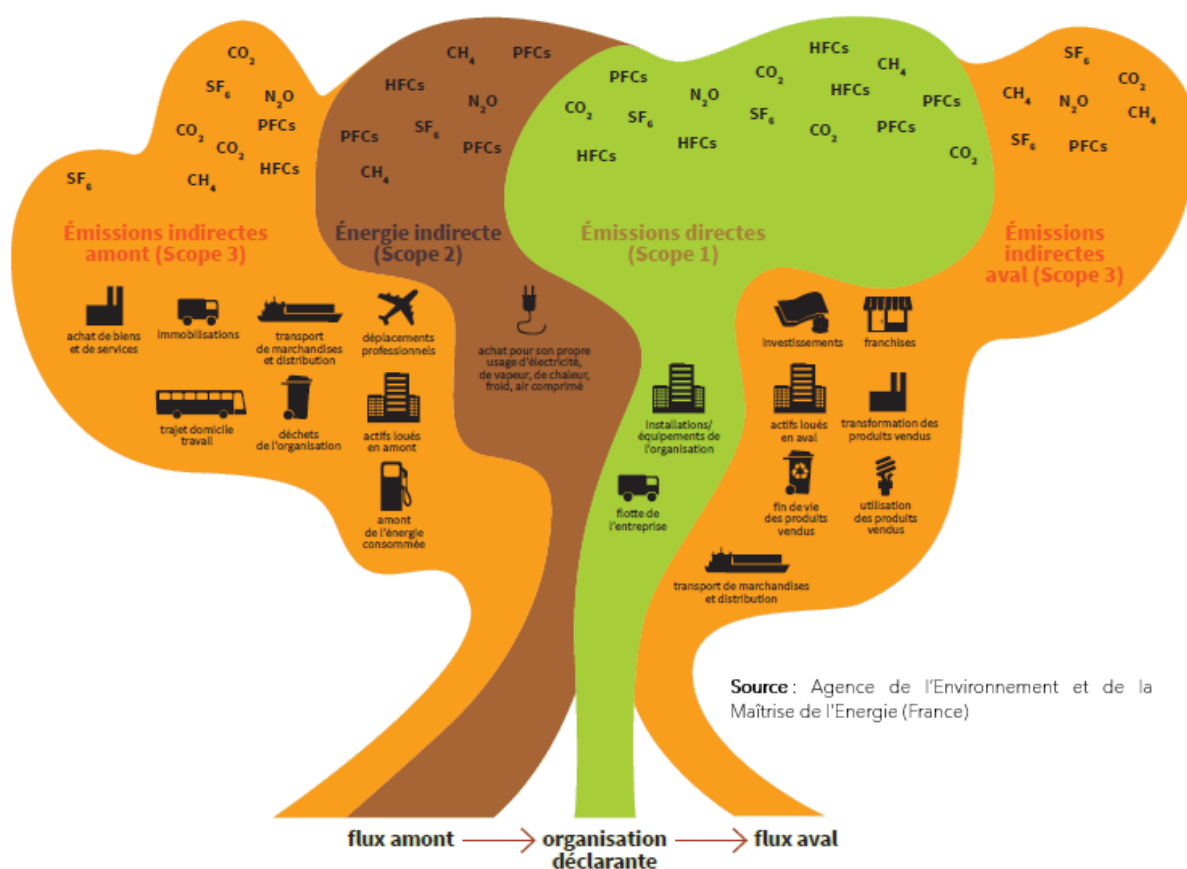 CO₂
SF₆
N₂O
CO₂
PFCs
CO₂
HFCs
CH₄
SF₆
Émissions indirectes
amont (Scope 3)
achat de biens
et de services
immobilisations
transport
de marchandises
et distribution
déplacements
professionnels
trajet domicile
travail
déchets
de l'organisation
actifs loués
en amont
amont
de l'énergie
consommée
CH₄
PFCs
HFCs
N₂O
SF₆
PFCs
PFCs
CH₄
Énergie indirecte
(Scope 2)
achat pour son propre
usage d'électricité,
de vapeur, de chaleur,
froid, air comprimé
HFCs
CH₄
PFCs
CO₂
N₂O
HFCs
CO₂
SF₆
SF₆
PFCs
HFCs
HFCs
CO₂
PFCs
CO₂
Émissions directes
(Scope 1)
installations/
équipements de
l'organisation
flotte de
l'entreprise
SF₆
CO₂
CH₄
N₂O
CH₄
SF₆
PFCs
Émissions
indirectes
aval (Scope 3)
investissements
franchises
actifs loués
en aval
transformation des
produits vendus
fin de vie
des produits
vendus
utilisation
des produits
vendus
transport de marchandises
et distribution
Source : Agence de l'Environnement et de la
Maîtrise de l'Energie (France)
flux amont
organisation
déclarante
flux aval